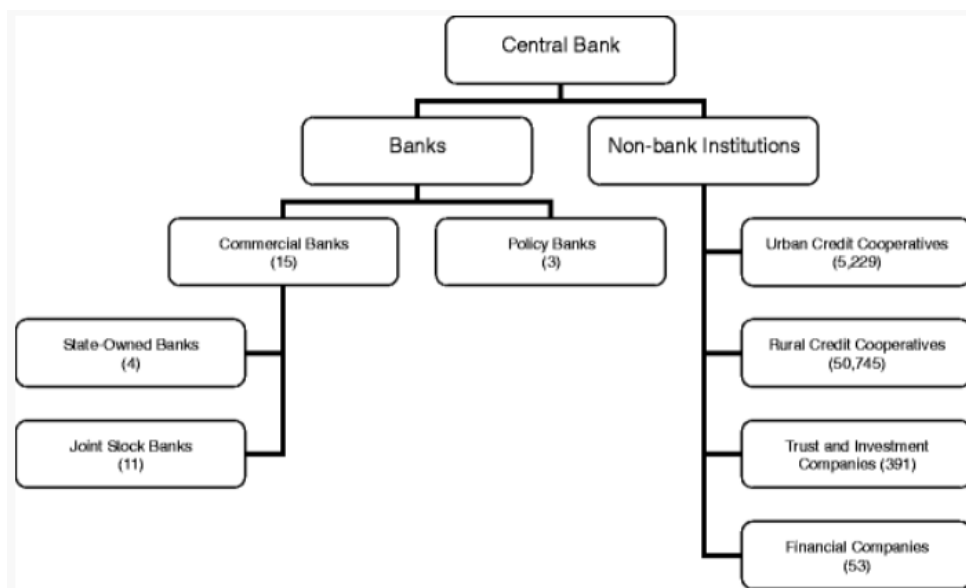 Central Bank
Banks
Non-bank Institutions
Commercial Banks
(15)
Policy Banks
(3)
Urban Credit Cooperatives
(5,229)
State-Owned Banks
(4)
Rural Credit Cooperatives
(50,745)
Joint Stock Banks
(11)
Trust and Investment
Companies (391)
Financial Companies
(53)